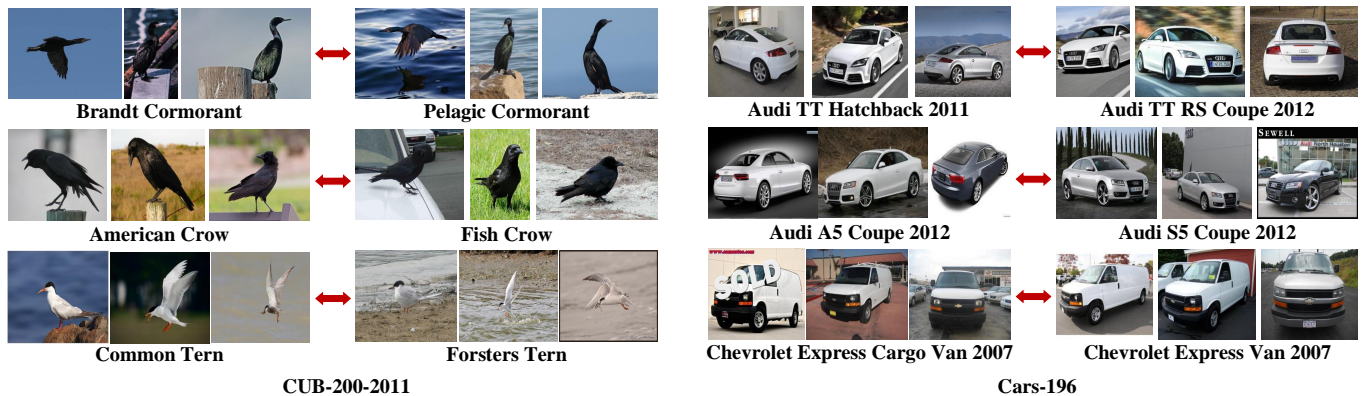 Brandt Cormorant
Pelagic Cormorant
Audi TT Hatchback 2011
Audi TT RS Coupe 2012
SEWELL
American Crow
Fish Crow
Audi A5 Coupe 2012
Audi S5 Coupe 2012
SOLD
Common Tern
Forsters Tern
Chevrolet Express Cargo Van 2007
Chevrolet Express Van 2007
CUB-200-2011
Cars-196